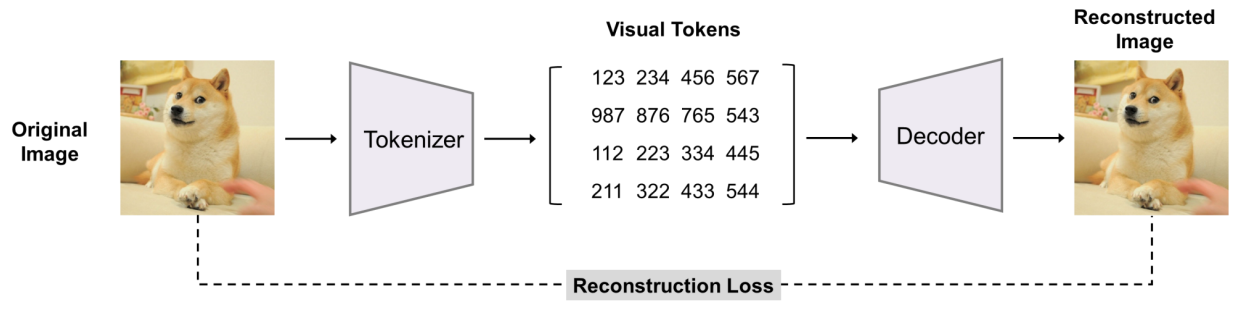 Original
Image
Tokenizer
Visual Tokens
123 234 456 567
987 876 765 543
112 223 334 445
211 322 433 544
Decoder
Reconstructed
Image
Reconstruction Loss